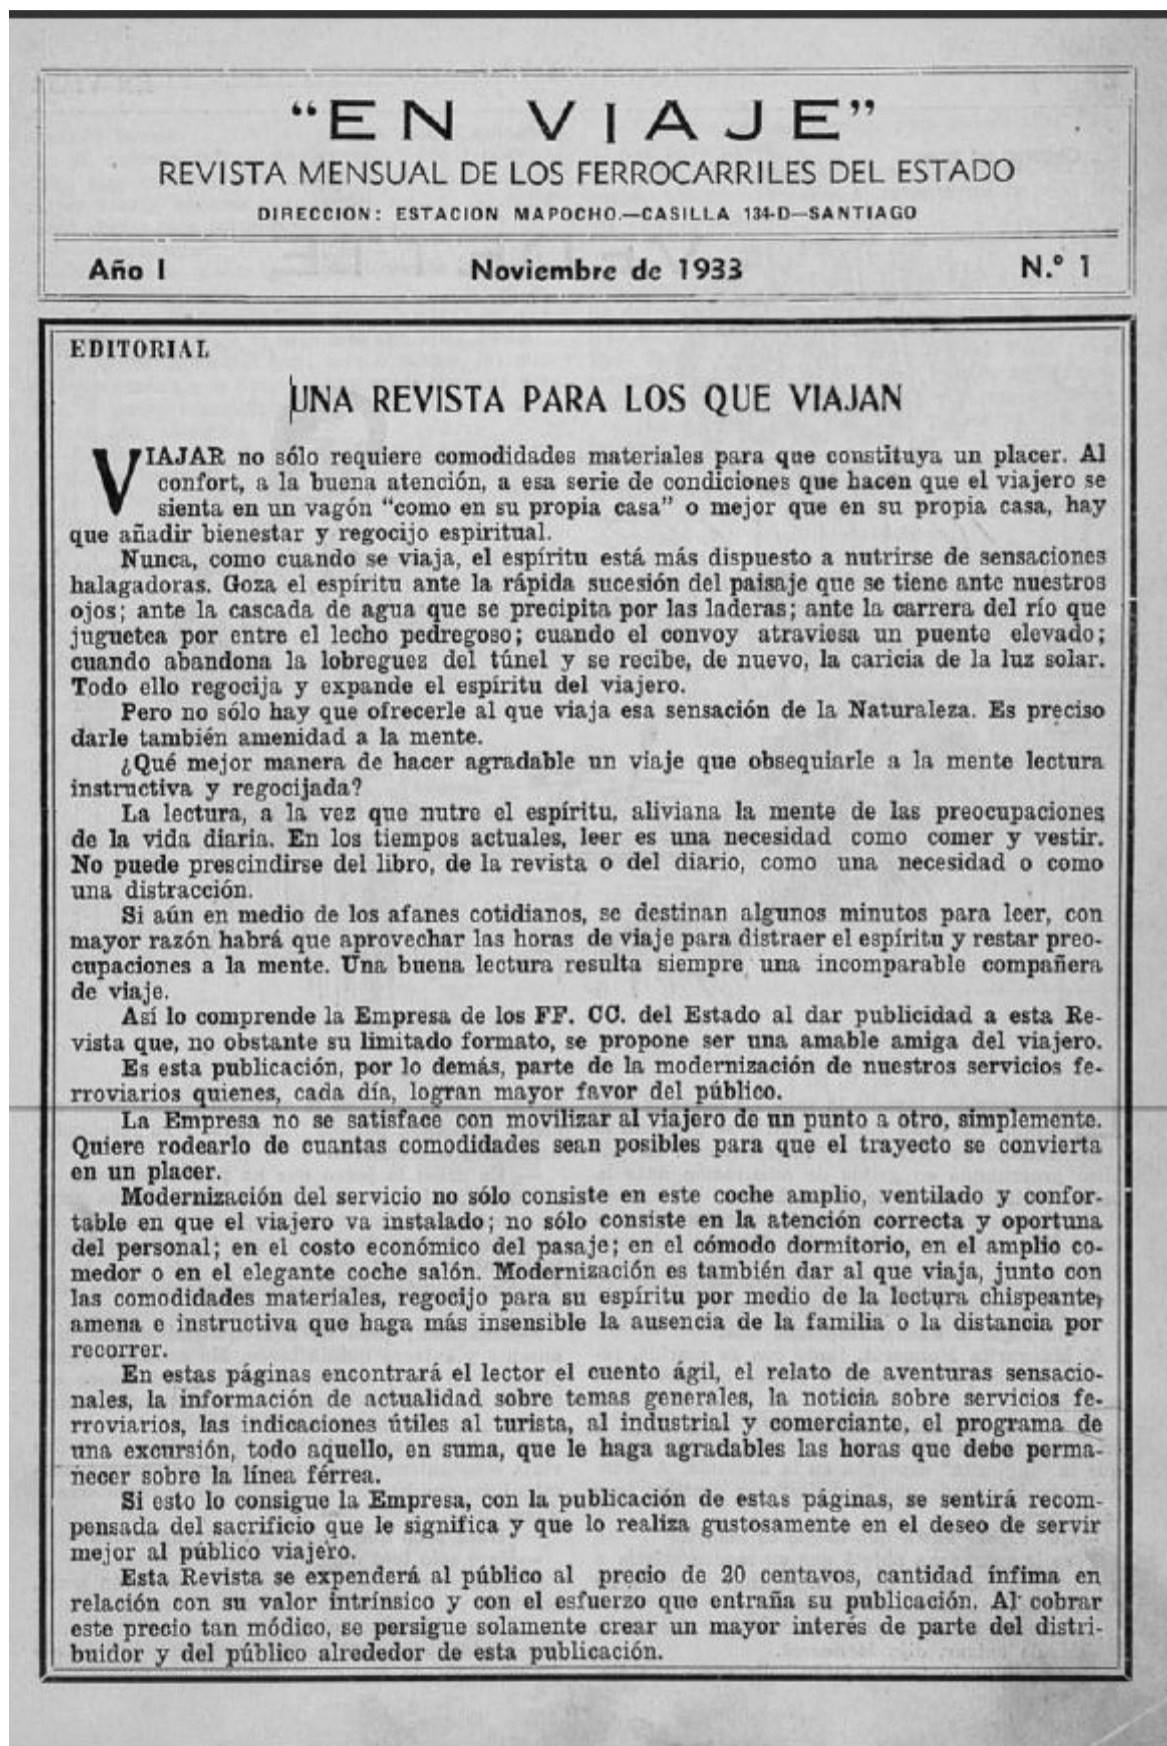 “EN VIAJE”
REVISTA MENSUAL DE LOS FERROCARRILES DEL ESTADO
DIRECCION: ESTACION MAPOCHO.—CASILLA 134-D—SANTIAGO
Año I Noviembre de 1933 N.º 1
EDITORIAL
UNA REVISTA PARA LOS QUE VIAJAN
VIAJAR no sólo requiere comodidades materiales para que constituya un placer. Al
confort, a la buena atención, a esa serie de condiciones que hacen que el viajero se
sienta en un vagón “como en su propia casa” o mejor que en su propia casa, hay
que añadir bienestar y regocijo espiritual.
Nunca, como cuando se viaja, el espíritu está más dispuesto a nutrirse de sensaciones
halagadoras. Goza el espíritu ante la rápida sucesión del paisaje que se tiene ante nuestros
ojos; ante la cascada de agua que se precipita por las laderas; ante la carrera del río que
juguetea por entre el lecho pedregoso; cuando el convoy atraviesa un puente elevado;
cuando abandona la lobreguez del túnel y se recibe, de nuevo, la caricia de la luz solar.
Todo ello regocija y expande el espíritu del viajero.
Pero no sólo hay que ofrecerle al que viaja esa sensación de la Naturaleza. Es preciso
darle también amenidad a la mente.
¿Qué mejor manera de hacer agradable un viaje que obsequiarle a la mente lectura
instructiva y regocijada?
La lectura, a la vez que nutre el espíritu, aliviana la mente de las preocupaciones
de la vida diaria. En los tiempos actuales, leer es una necesidad como comer y vestir.
No puede prescindirse del libro, de la revista o del diario, como una necesidad o como
una distracción.
Si aún en medio de los afanes cotidianos, se destinan algunos minutos para leer, con
mayor razón habrá que aprovechar las horas de viaje para distraer el espíritu y restar preo-
cupaciones a la mente. Una buena lectura resulta siempre una incomparable compañera
de viaje.
Así lo comprende la Empresa de los FF. CC. del Estado al dar publicidad a esta Re-
vista que, no obstante su limitado formato, se propone ser una amable amiga del viajero.
Es esta publicación, por lo demás, parte de la modernización de nuestros servicios fe-
rroviarios quienes, cada día, logran mayor favor del público.
La Empresa no se satisface con movilizar al viajero de un punto a otro, simplemente.
Quiere rodearlo de cuantas comodidades sean posibles para que el trayecto se convierta
en un placer.
Modernización del servicio no sólo consiste en este coche amplio, ventilado y confor-
table en que el viajero va instalado; no sólo consiste en la atención correcta y oportuna
del personal; en el costo económico del pasaje; en el cómodo dormitorio, en el amplio co-
medor o en el elegante coche salón. Modernización es también dar al que viaja, junto con
las comodidades materiales, regocijo para su espíritu por medio de la lectura chispeante,
amena e instructiva que haga más insensible la ausencia de la familia o la distancia por
recorrer.
En estas páginas encontrará el lector el cuento ágil, el relato de aventuras sensacio-
nales, la información de actualidad sobre temas generales, la noticia sobre servicios fe-
rroviarios, las indicaciones útiles al turista, al industrial y comerciante, el programa de
una excursión, todo aquello, en suma, que le haga agradables las horas que debe perma-
necer sobre la línea férrea.
Si esto lo consigue la Empresa, con la publicación de estas páginas, se sentirá recom-
pensada del sacrificio que le significa y que lo realiza gustosamente en el deseo de servir
mejor al público viajero.
Esta Revista se expenderá al público al precio de 20 centavos, cantidad ínfima en
relación con su valor intrínsico y con el esfuerzo que entraña su publicación. Al cobrar
este precio tan módico, se persigue solamente crear un mayor interés de parte del distri-
buidor y del público alrededor de esta publicación.